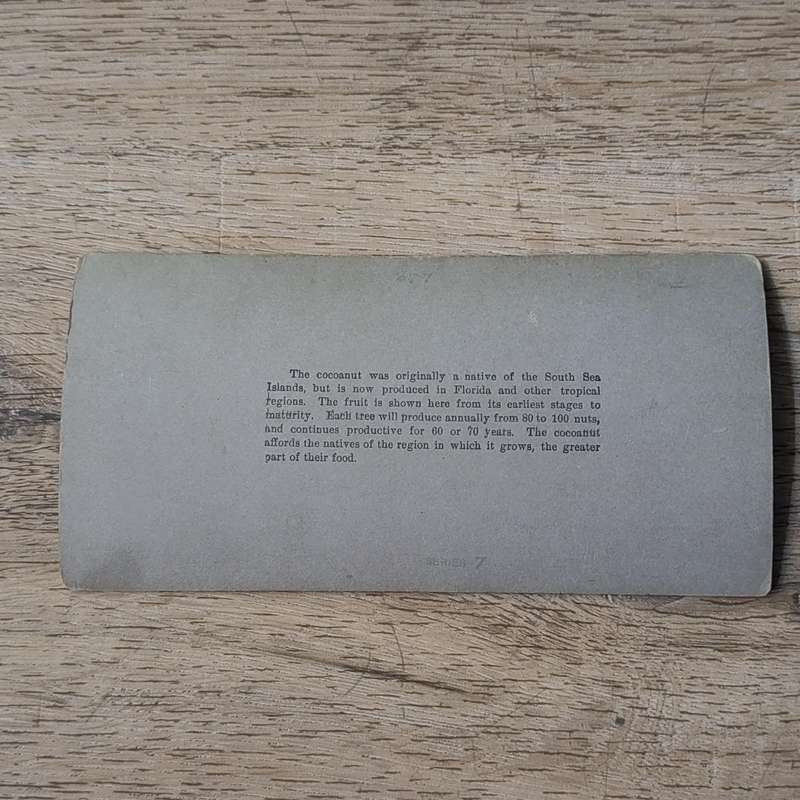 The cocoanut was originally a native of the South Sea
Islands, but is now produced in Florida and other tropical
regions. The fruit is shown here from its earliest stages to
maturity. Each tree will produce annually from 80 to 100 nuts,
and continues productive for 60 or 70 years. The cocoanut
affords the natives of the region in which it grows, the greater
part of their food.
SERIES 7